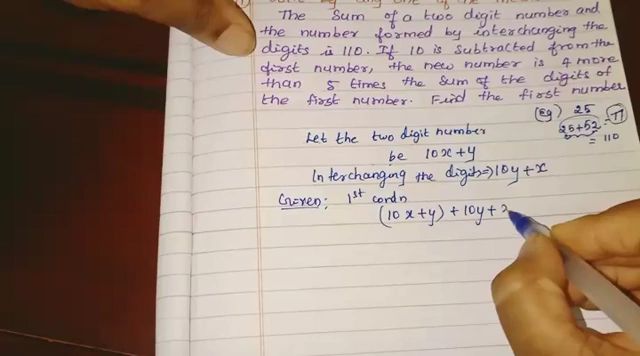 The Sum of a two digit number and
the number formed by interchanging the
digits is 110. If 10 is subtracted from the
first number, the new number is 4 more
than 5 times the sum of the digits of
the first number. Find the first number
(Eg) 25
25+52 = 77
= 110
Let the two digit number
be 10x+y
Interchanging the digits⇒10y+x
Given: 1st condn
(10x+y) + 10y+x